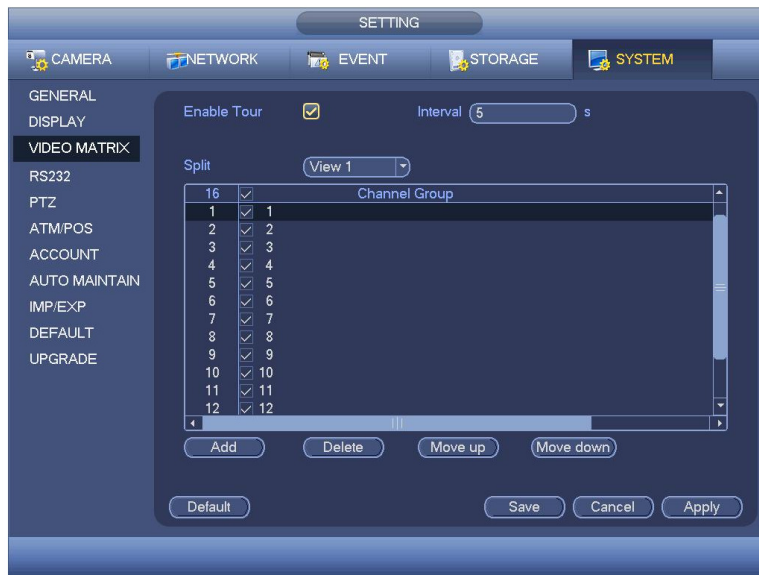 SETTING
CAMERA NETWORK EVENT STORAGE SYSTEM
GENERAL
DISPLAY
VIDEO MATRIX
RS232
PTZ
ATM/POS
ACCOUNT
AUTO MAINTAIN
IMP/EXP
DEFAULT
UPGRADE
Enable Tour Interval 5 s
Split View 1
16 Channel Group
1 1
2 2
3 3
4 4
5 5
6 6
7 7
8 8
9 9
10 10
11 11
12 12
Add Delete Move up Move down
Default Save Cancel Apply